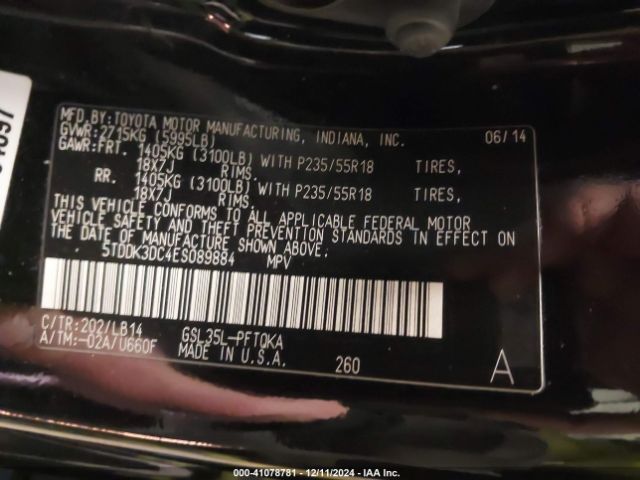 MFD.BY:TOYOTA MOTOR MANUFACTURING, INDIANA, INC. 06/14
GVWR:2715KG (5995LB)
GAWR:FRT. 1405KG (3100LB) WITH P235/55R18 TIRES,
18X7J RIMS.
RR. 1405KG (3100LB) WITH P235/55R18 TIRES,
18X7J RIMS.
THIS VEHICLE CONFORMS TO ALL APPLICABLE FEDERAL MOTOR
VEHICLE SAFETY AND THEFT PREVENTION STANDARDS IN EFFECT ON
THE DATE OF MANUFACTURE SHOWN ABOVE.
5TDDK3DC4ES089884 MPV
C/TR:202/LB14 GSL35L-PFTQKA
A/TM:-02A/U660F MADE IN U.S.A. 260 A
000-41078781 - 12/11/2024 - IAA Inc.